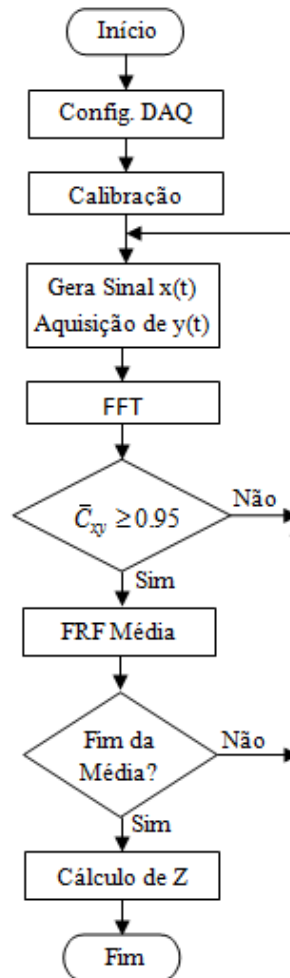 Início
Config. DAQ
Calibração
Gera Sinal x(t)
Aquisição de y(t)
FFT
C̅xy ≥ 0.95
Não
Sim
FRF Média
Fim da
Média?
Não
Sim
Cálculo de Z
Fim